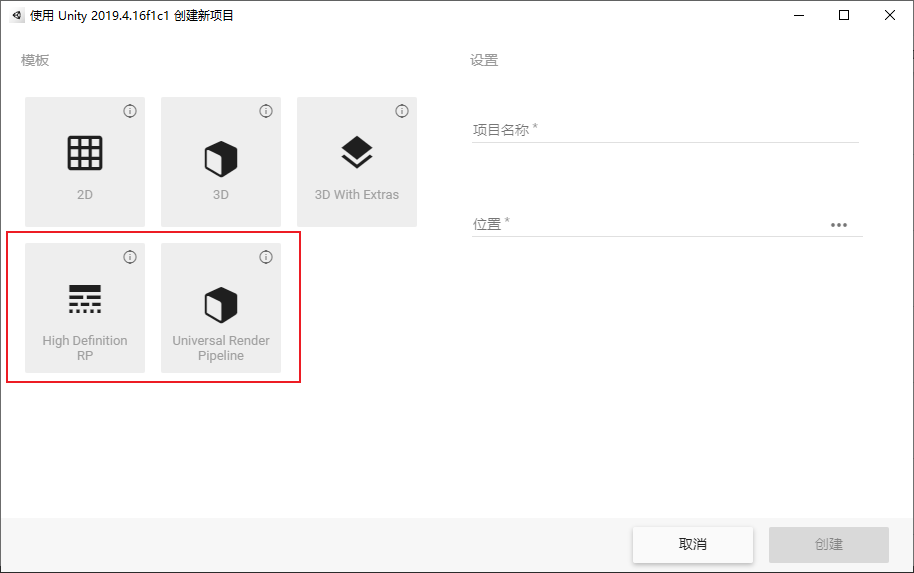 使用 Unity 2019.4.16f1c1 创建新项目
模板
设置
2D
3D
3D With Extras
项目名称 *
位置 *
High Definition
RP
Universal Render
Pipeline
取消
创建